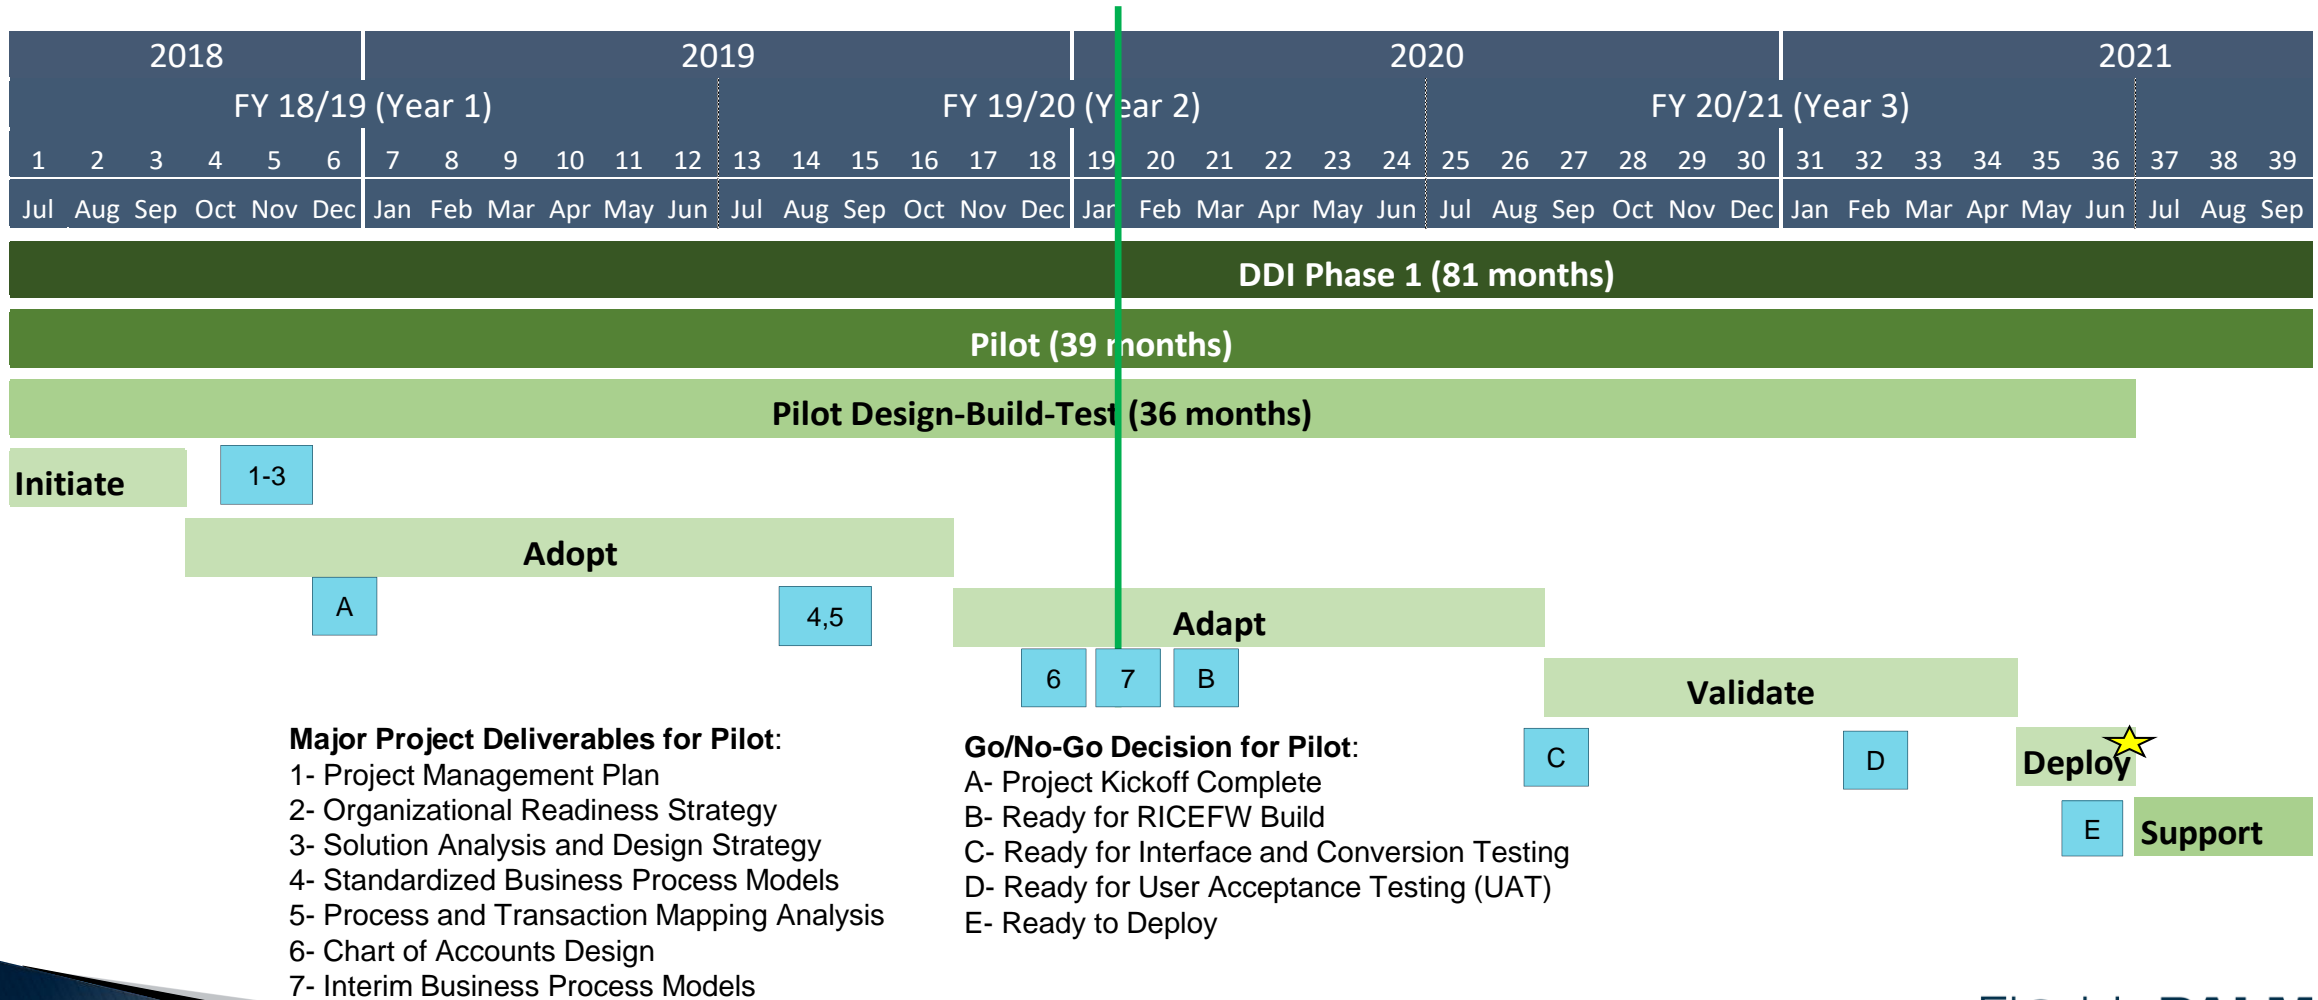 2018 2019 2020 2021
FY 18/19 (Year 1) FY 19/20 (Year 2) FY 20/21 (Year 3)
1 2 3 4 5 6 7 8 9 10 11 12 13 14 15 16 17 18 19 20 21 22 23 24 25 26 27 28 29 30 31 32 33 34 35 36 37 38 39
Jul Aug Sep Oct Nov Dec Jan Feb Mar Apr May Jun Jul Aug Sep Oct Nov Dec Jan Feb Mar Apr May Jun Jul Aug Sep Oct Nov Dec Jan Feb Mar Apr May Jun Jul Aug Sep
DDI Phase 1 (81 months)
Pilot (39 months)
Pilot Design-Build-Test (36 months)
Initiate
1-3
Adopt
A
4,5
Adapt
6
7
B
Validate
C
D
Deploy
E
Support
Major Project Deliverables for Pilot:
1- Project Management Plan
2- Organizational Readiness Strategy
3- Solution Analysis and Design Strategy
4- Standardized Business Process Models
5- Process and Transaction Mapping Analysis
6- Chart of Accounts Design
7- Interim Business Process Models
Go/No-Go Decision for Pilot:
A- Project Kickoff Complete
B- Ready for RICEFW Build
C- Ready for Interface and Conversion Testing
D- Ready for User Acceptance Testing (UAT)
E- Ready to Deploy